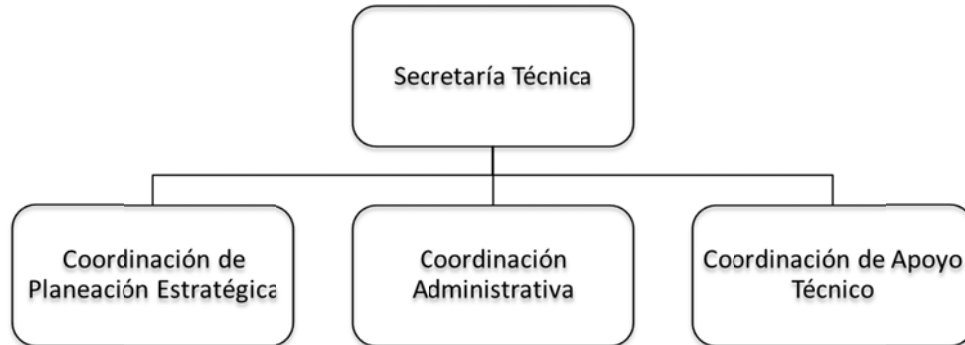 Secretaría Técnica
Coordinación de
Planeación Estratégica
Coordinación
Administrativa
Coordinación de Apoyo
Técnico